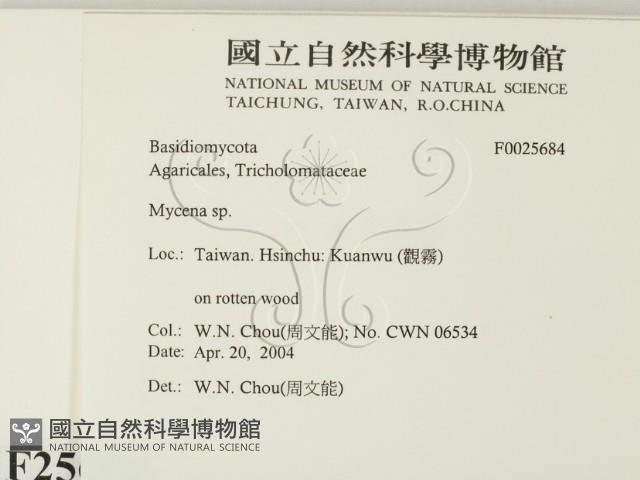 國立自然科學博物館
NATIONAL MUSEUM OF NATURAL SCIENCE
TAICHUNG, TAIWAN, R.O.CHINA
Basidiomycota F0025684
Agaricales, Tricholomataceae
Mycena sp.
Loc.: Taiwan. Hsinchu: Kuanwu (觀霧)
on rotten wood
Col.: W.N. Chou(周文能); No. CWN 06534
Date: Apr. 20, 2004
Det.: W.N. Chou(周文能)
國立自然科學博物館
NATIONAL MUSEUM OF NATURAL SCIENCE